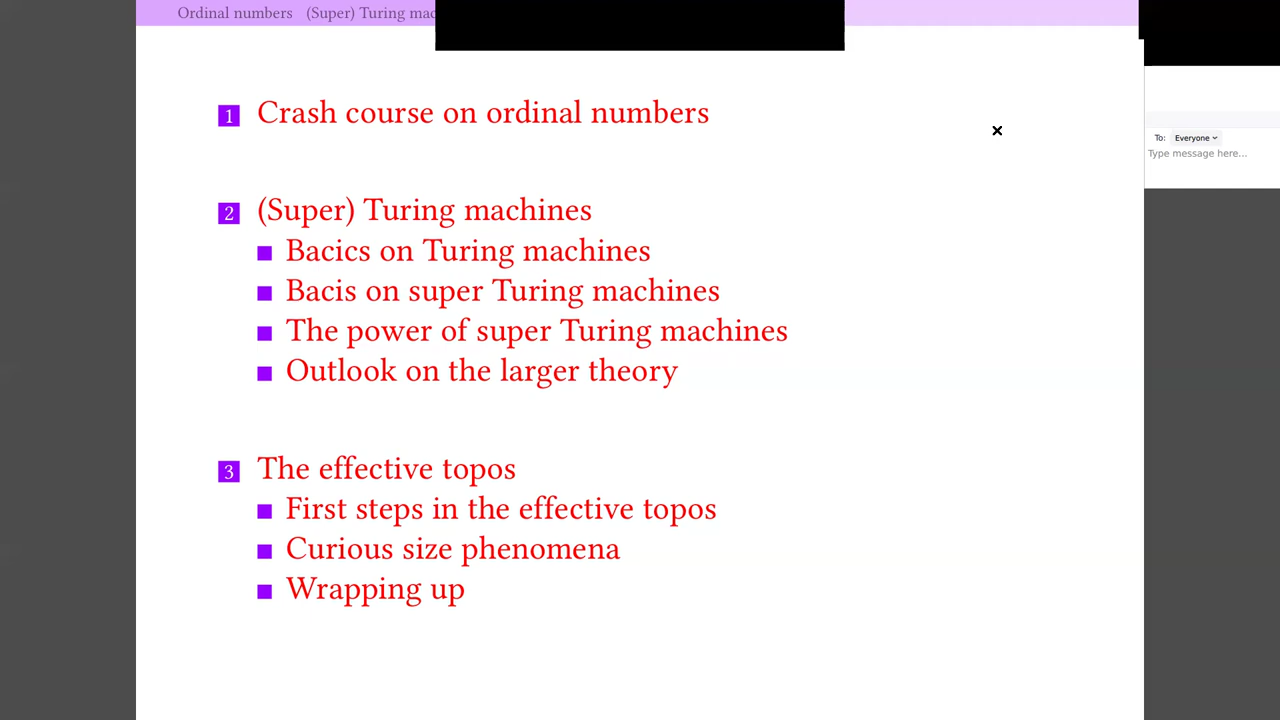 Ordinal numbers (Super) Turing mac
1 Crash course on ordinal numbers
To: Everyone
Type message here...
2 (Super) Turing machines
Bacics on Turing machines
Bacis on super Turing machines
The power of super Turing machines
Outlook on the larger theory
3 The effective topos
First steps in the effective topos
Curious size phenomena
Wrapping up